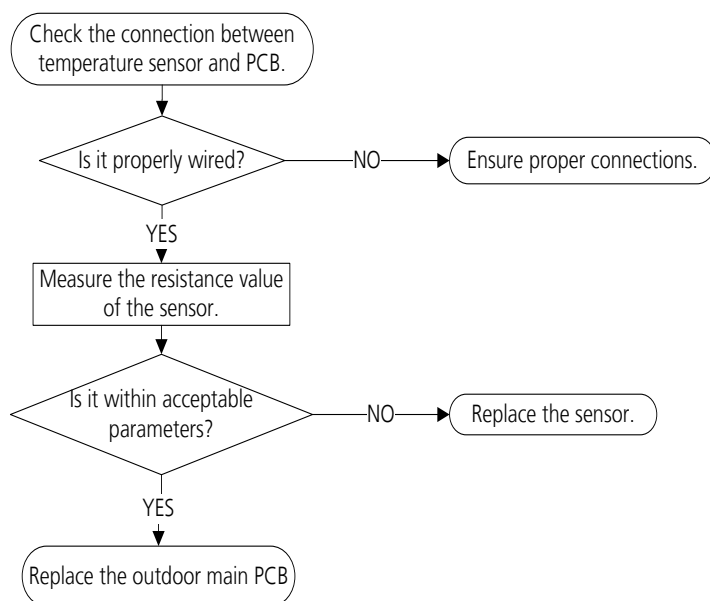 Check the connection between
temperature sensor and PCB.
Is it properly wired?
NO
Ensure proper connections.
YES
Measure the resistance value
of the sensor.
Is it within acceptable
parameters?
NO
Replace the sensor.
YES
Replace the outdoor main PCB